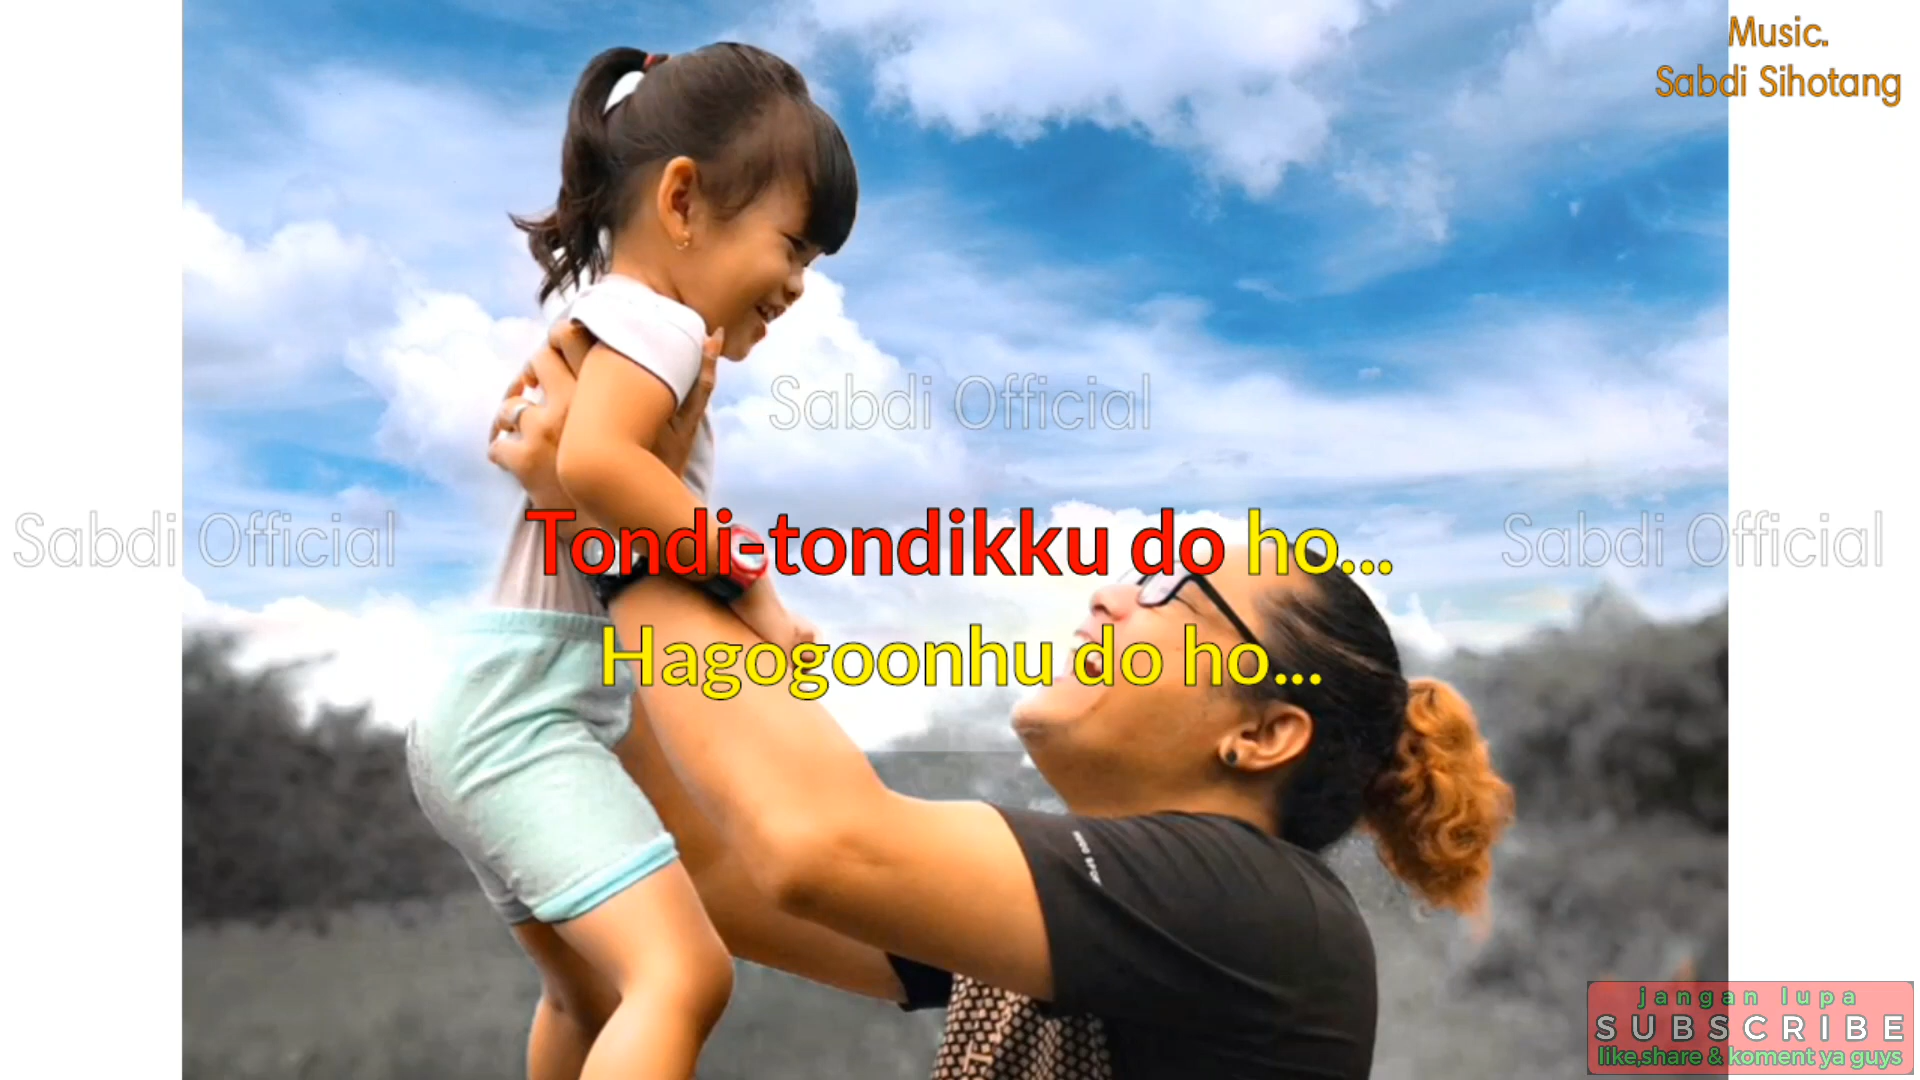 Music.
Sabdi Sihotang
Sabdi Official
Sabdi Official
Sabdi Official
Tondi-tondikku do ho...
Hagogoonhu do ho...
jangan lupa
SUBSCRIBE
like,share & koment ya guys